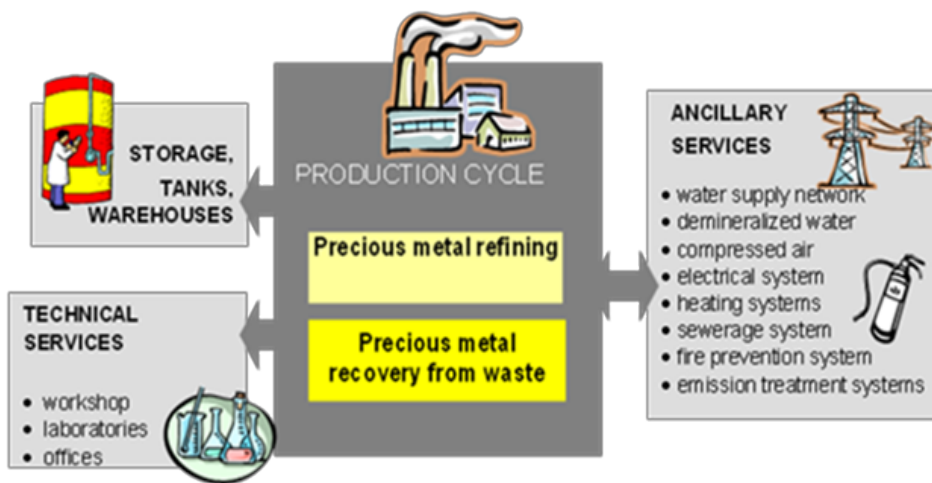 STORAGE,
TANKS,
WAREHOUSES
TECHNICAL
SERVICES
• workshop
• laboratories
• offices
PRODUCTION CYCLE
Precious metal refining
Precious metal
recovery from waste
ANCILLARY
SERVICES
• water supply network
• demineralized water
• compressed air
• electrical system
• heating systems
• sewerage system
• fire prevention system
• emission treatment systems